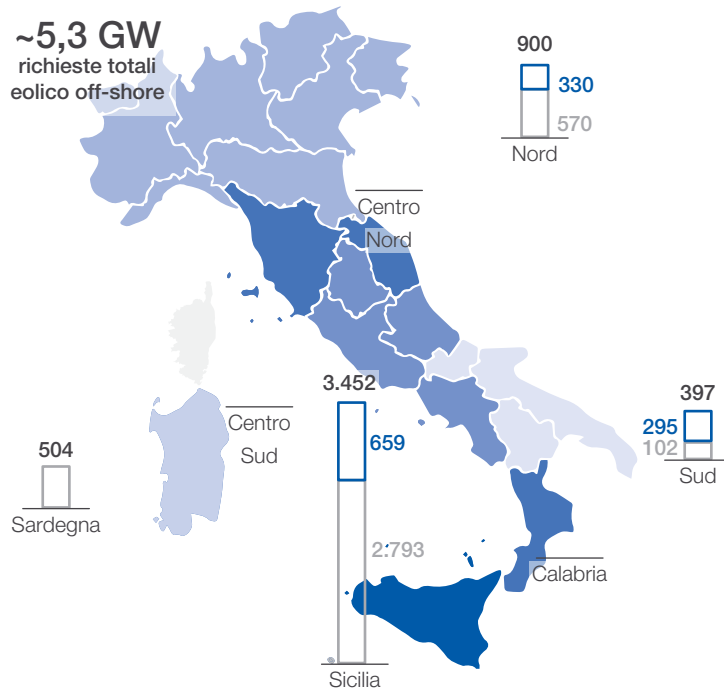 ~5,3 GW
richieste totali
eolico off-shore
900
330
570
Nord
Centro
Nord
3.452
659
2.793
Sicilia
Centro
Sud
504
Sardegna
397
295
102
Sud
Calabria